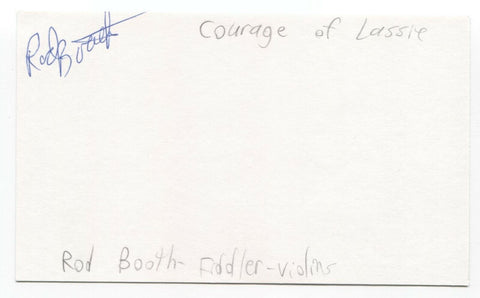 Courage of Lassie
Rod Booth
Rod Booth- Fiddler-violins